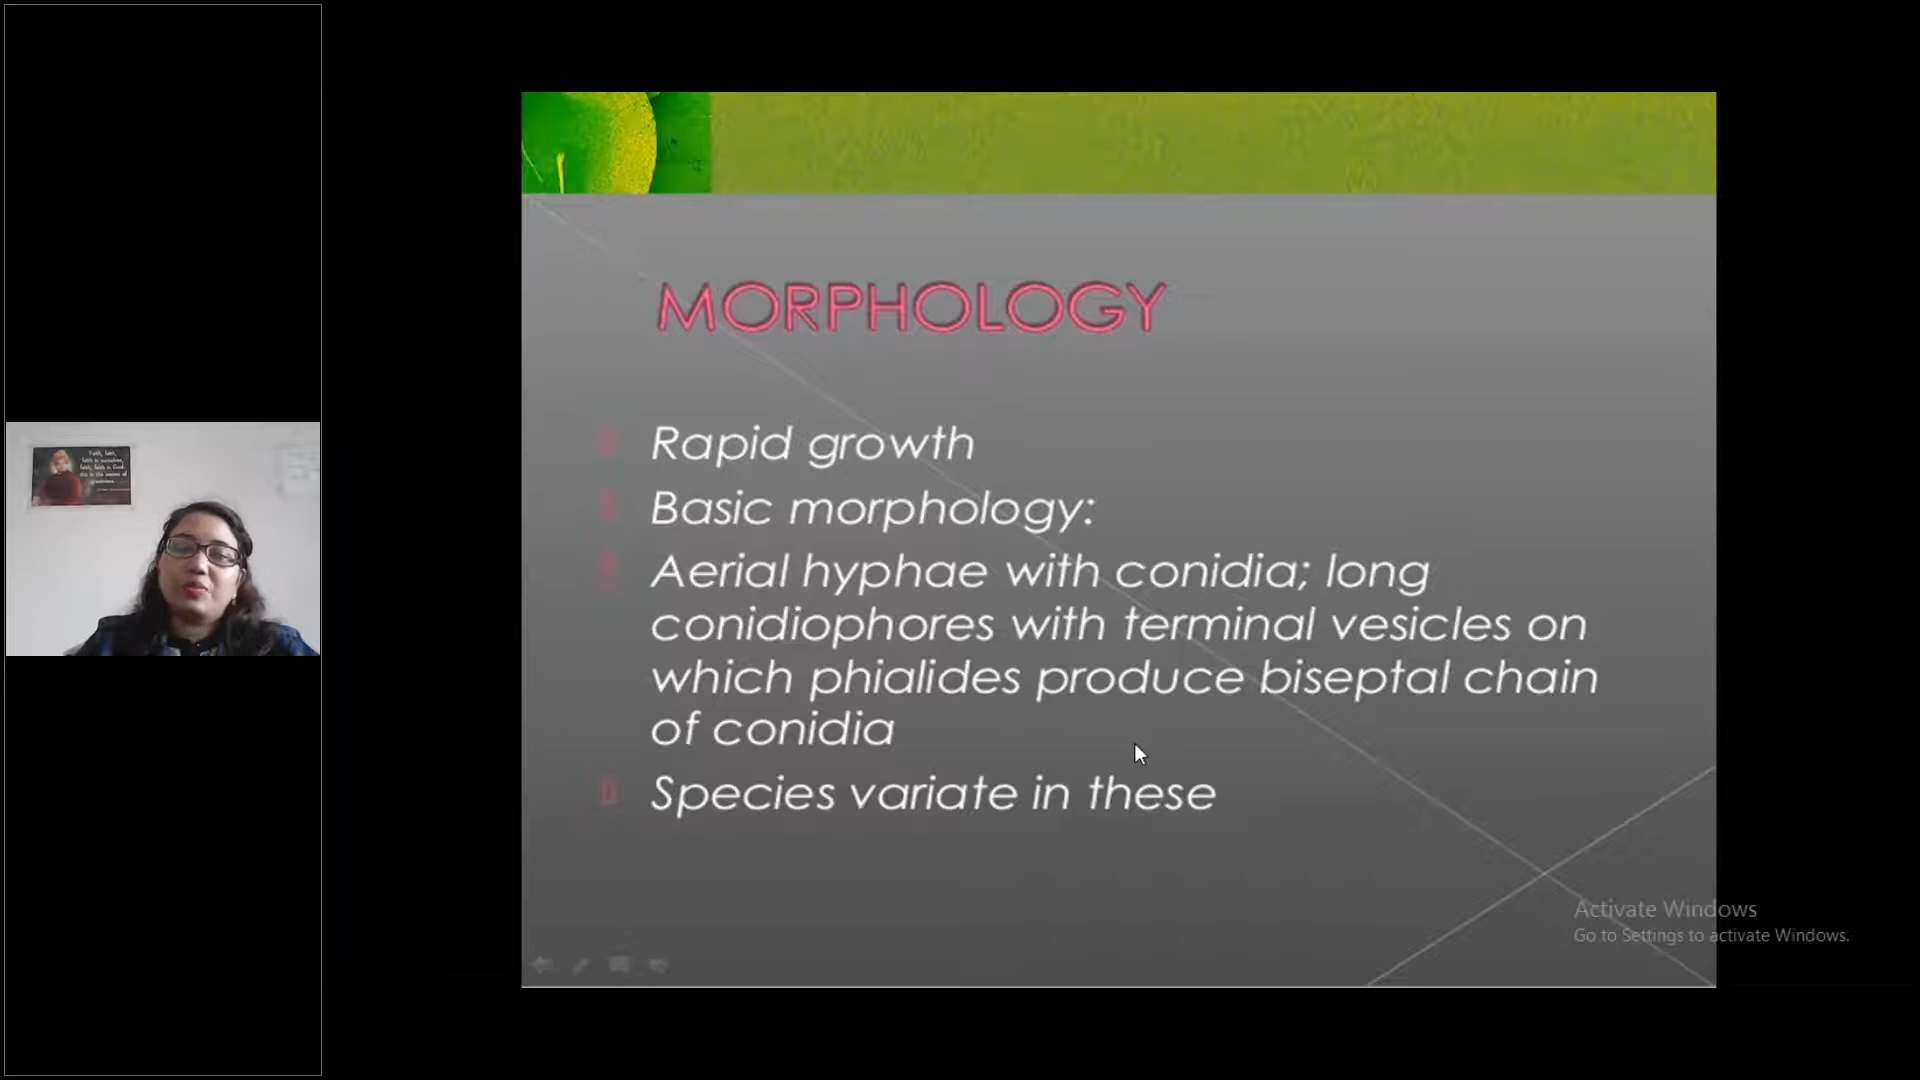 MORPHOLOGY
Rapid growth
Basic morphology:
Aerial hyphae with conidia; long
conidiophores with terminal vesicles on
which phialides produce biseptal chain
of conidia
Species variate in these
Activate Windows
Go to Settings to activate Windows.